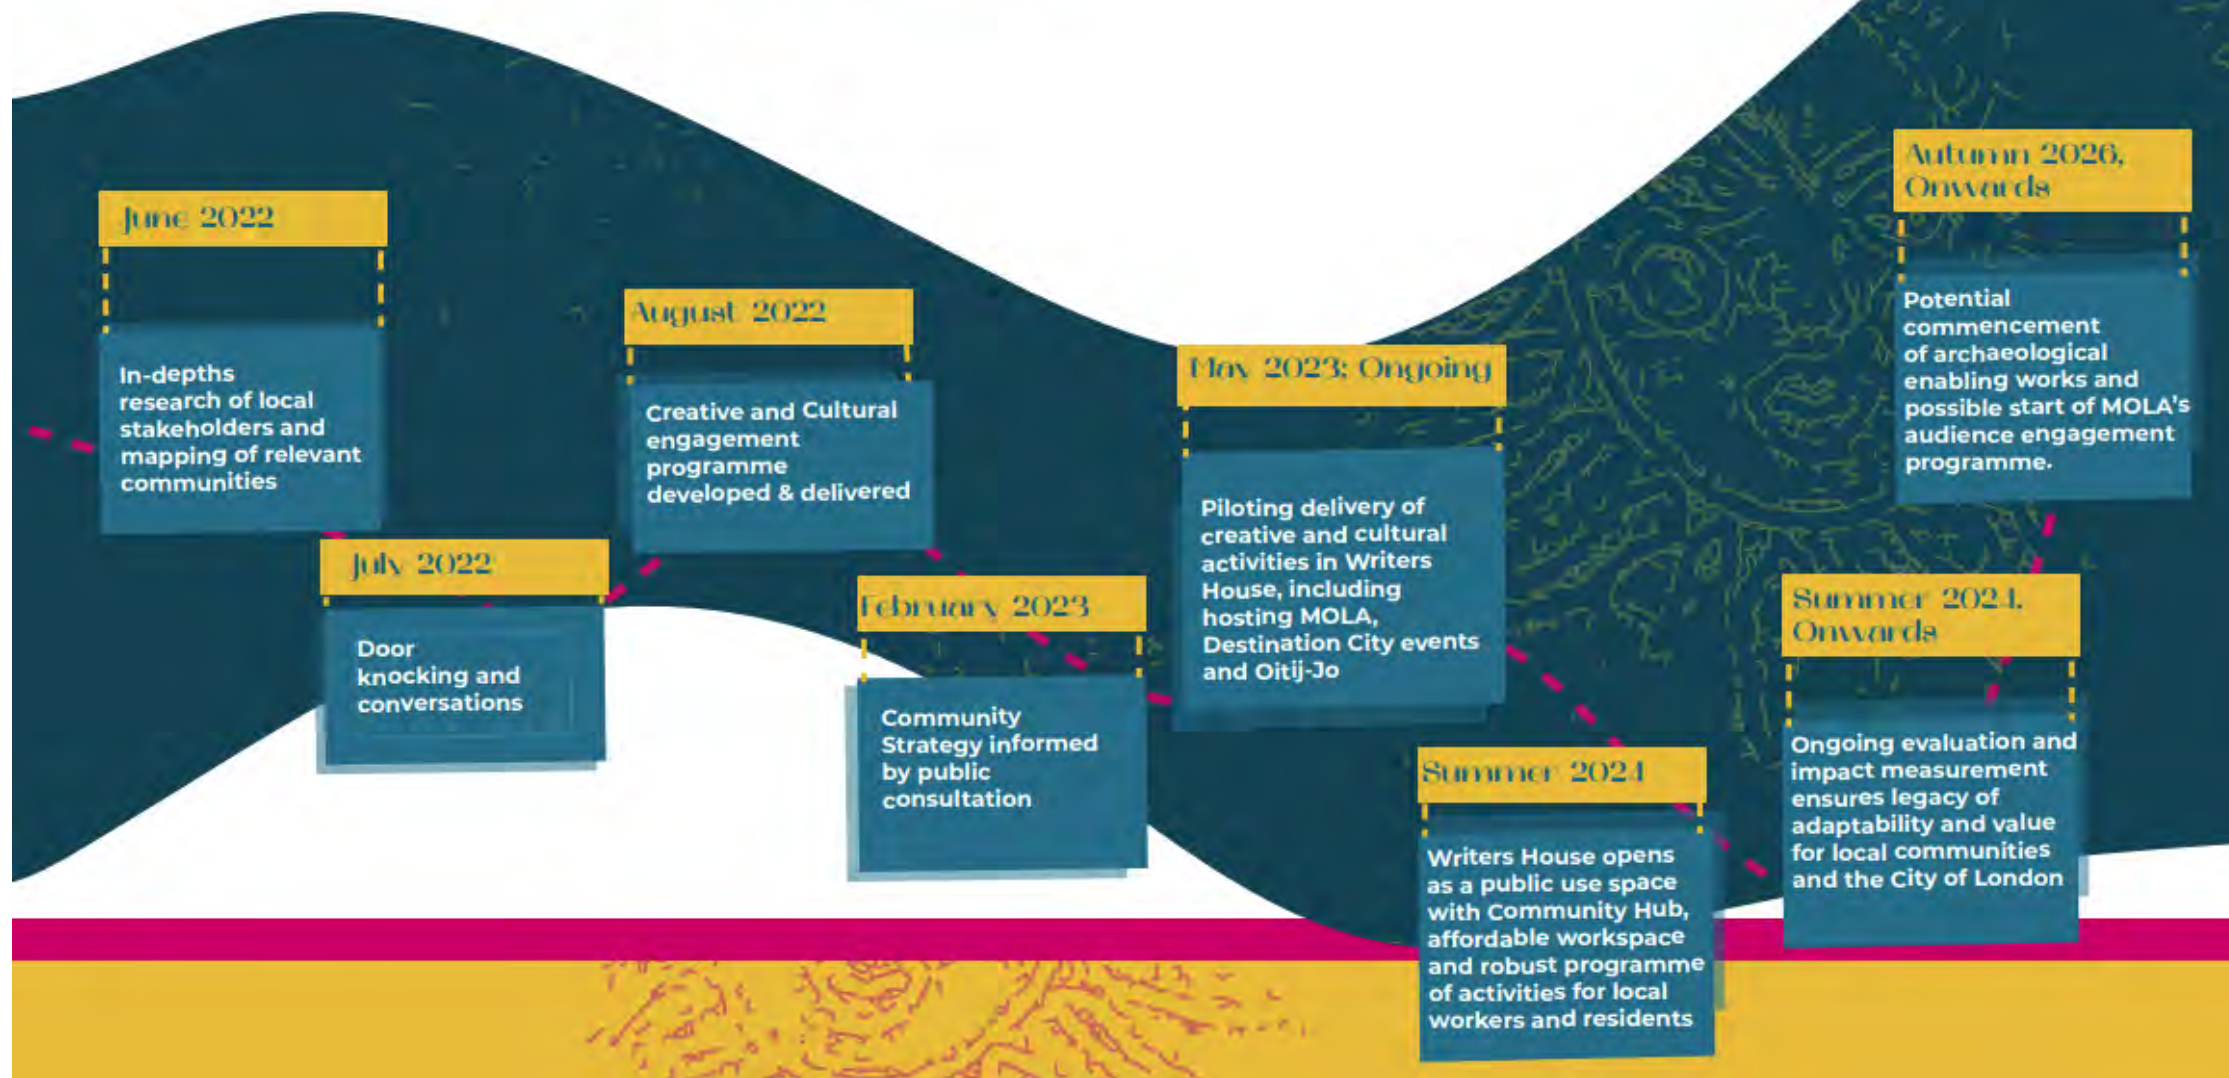 June 2022
In-depths
research of local
stakeholders and
mapping of relevant
communities
July 2022
Door
knocking and
conversations
August 2022
Creative and Cultural
engagement
programme
developed & delivered
February 2023
Community
Strategy informed
by public
consultation
May 2023: Ongoing
Piloting delivery of
creative and cultural
activities in Writers
House, including
hosting MOLA,
Destination City events
and Oitij-Jo
Summer 2024
Writers House opens
as a public use space
with Community Hub,
affordable workspace
and robust programme
of activities for local
workers and residents
Summer 2024,
Onwards
Ongoing evaluation and
impact measurement
ensures legacy of
adaptability and value
for local communities
and the City of London
Autumn 2026,
Onwards
Potential
commencement
of archaeological
enabling works and
possible start of MOLA's
audience engagement
programme.